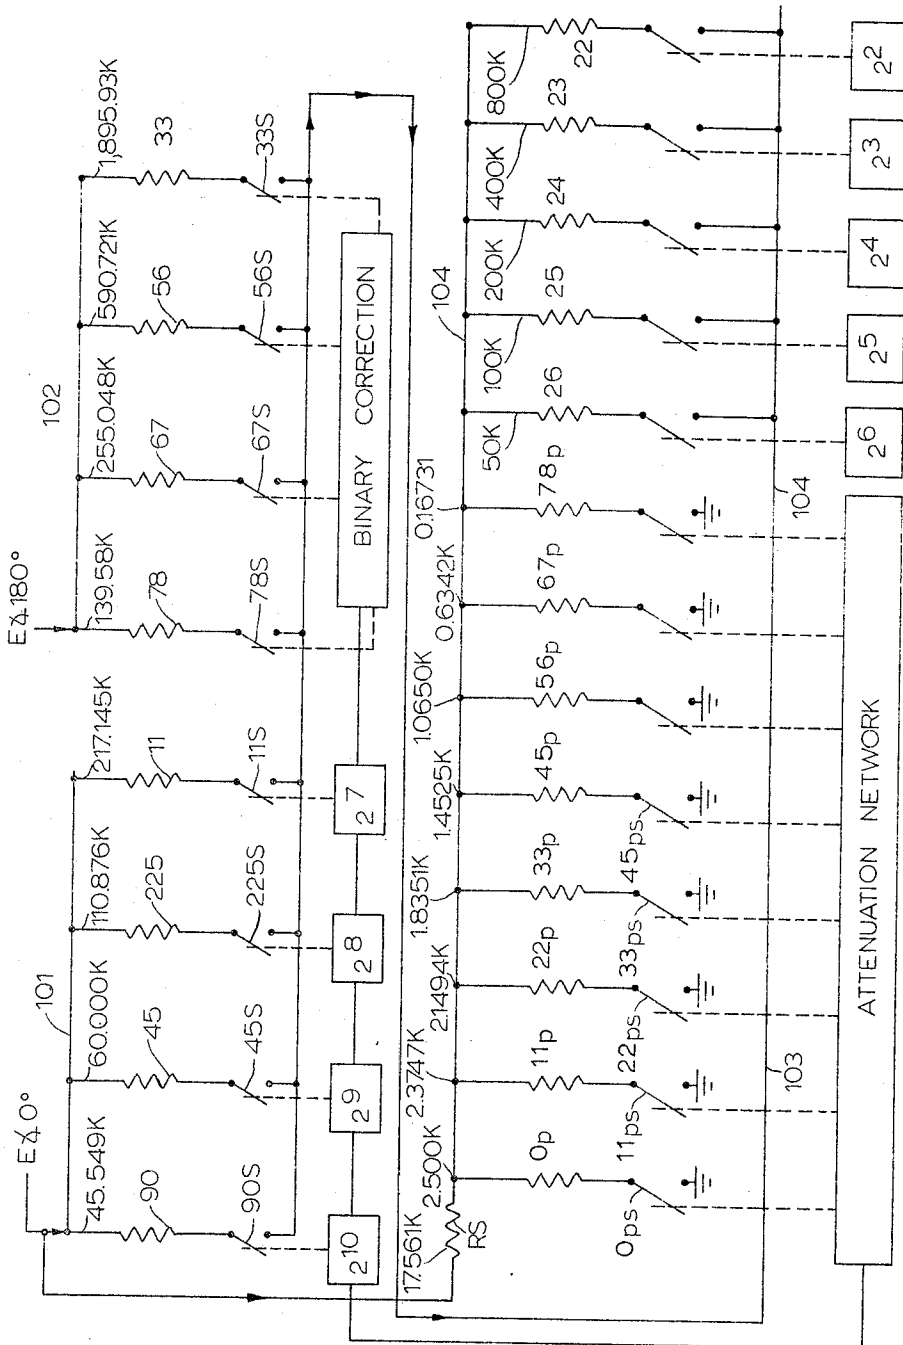 E∡0°
101
45.549K
60.000K
110.876K
217.145K
90
45
225
11
90S
45S
225S
11S
2^10
2^9
2^8
2^7
E∡180°
102
139.58K
255.048K
590.721K
1,895.93K
78
67
56
33
78S
67S
56S
33S
BINARY CORRECTION
17.561K
RS
2.500K
2.3747K
2.1494K
1.8351K
1.4525K
1.0650K
0.6342K
0.16731
104
50K
100K
200K
400K
800K
0p
11p
22p
33p
45p
56p
67p
78p
26
25
24
23
22
0ps
11ps
22ps
33ps
45ps
103
104
ATTENUATION NETWORK
2^6
2^5
2^4
2^3
2^2